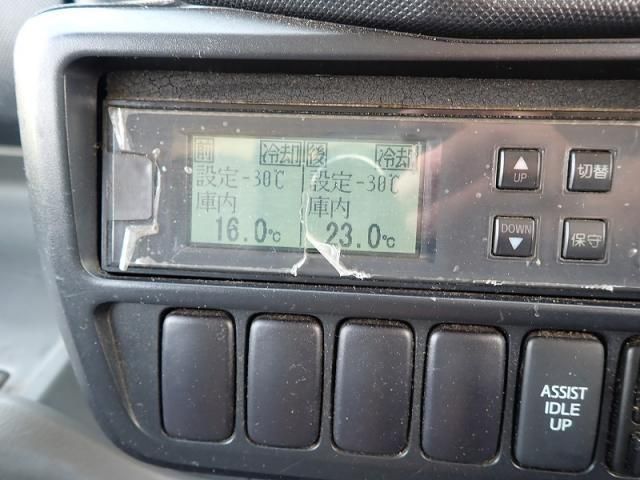 前 冷却 後 冷却
設定-30℃ 設定-30℃
庫内 庫内
16.0℃ 23.0℃
▲
UP
切替
DOWN
▼
保守
ASSIST
IDLE
UP